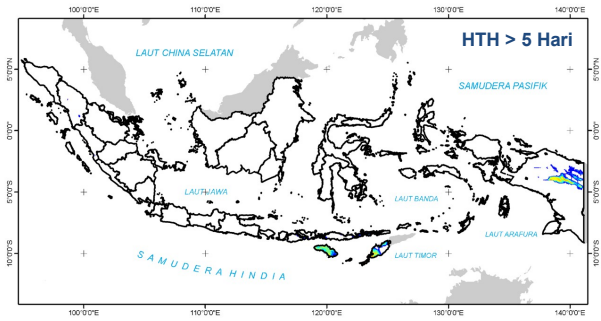 100°0'0"E 110°0'0"E 120°0'0"E 130°0'0"E 140°0'0"E
HTH > 5 Hari
LAUT CHINA SELATAN
5°0'0"N 5°0'0"N
SAMUDERA PASIFIK
0°0'0" 0°0'0"
LAUT JAWA
LAUT BANDA
5°0'0"S 5°0'0"S
LAUT ARAFURA
LAUT TIMOR
SAMUDERA HINDIA
10°0'0"S 10°0'0"S
100°0'0"E 110°0'0"E 120°0'0"E 130°0'0"E 140°0'0"E